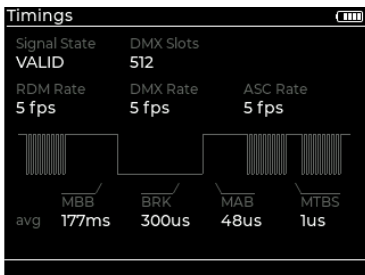 Timings
Signal State DMX Slots
VALID 512
RDM Rate DMX Rate ASC Rate
5 fps 5 fps 5 fps
MBB BRK MAB MTBS
avg 177ms 300us 48us 1us